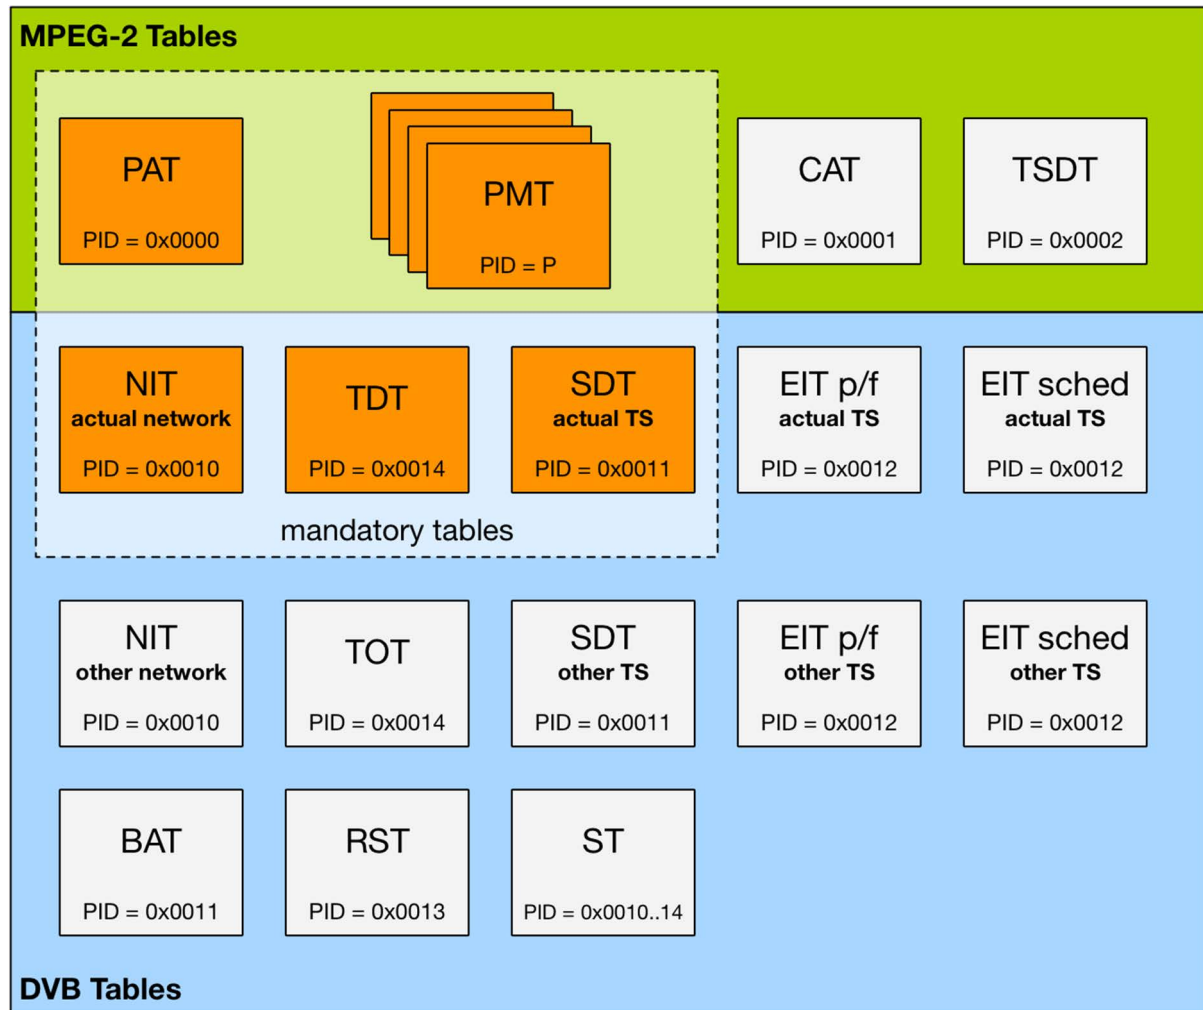 MPEG-2 Tables
PAT
PID = 0x0000
PMT
PID = P
CAT
PID = 0x0001
TSDT
PID = 0x0002
NIT
actual network
PID = 0x0010
TDT
PID = 0x0014
SDT
actual TS
PID = 0x0011
EIT p/f
actual TS
PID = 0x0012
EIT sched
actual TS
PID = 0x0012
mandatory tables
NIT
other network
PID = 0x0010
TOT
PID = 0x0014
SDT
other TS
PID = 0x0011
EIT p/f
other TS
PID = 0x0012
EIT sched
other TS
PID = 0x0012
BAT
PID = 0x0011
RST
PID = 0x0013
ST
PID = 0x0010..14
DVB Tables